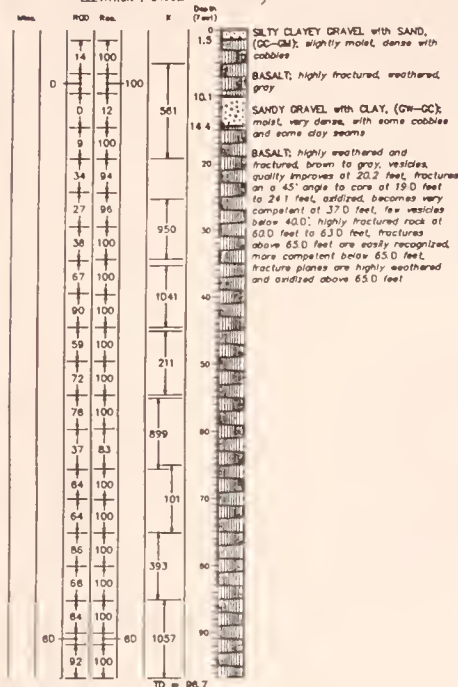 Depth
RQD Rec. K (Feet)
0
SILTY CLAYEY GRAVEL with SAND,
1.5
(GC-GM); slightly moist, dense with
cobbles
14 100
BASALT; highly fractured, weathered,
gray
0 100
10.1
561
SANDY GRAVEL with CLAY, (GW-GC);
0 12
moist, very dense, with some cobbles
14.4
and some clay seams
9 100
BASALT; highly weathered and
20
fractured, brown to gray, vesicles,
34 94
quality improves at 20.2 feet, fractures
on a 45° angle to core at 19.0 feet
27 96
to 24.1 feet, oxidized, becomes very
competent at 37.0 feet, few vesicles
950
30
below 40.0', highly fractured rock at
38 100
60.0 feet to 63.0 feet, fractures
above 65.0 feet are easily recognized,
67 100
more competent below 65.0 feet,
1041
fracture planes are highly weathered
40
and oxidized above 65.0 feet
90 100
59 100
211
50
72 100
78 100
899
60
37 83
64 100
101
70
64 100
86 100
393
80
68 100
64 100
60 60
1057
90
92 100
TD = 96.7